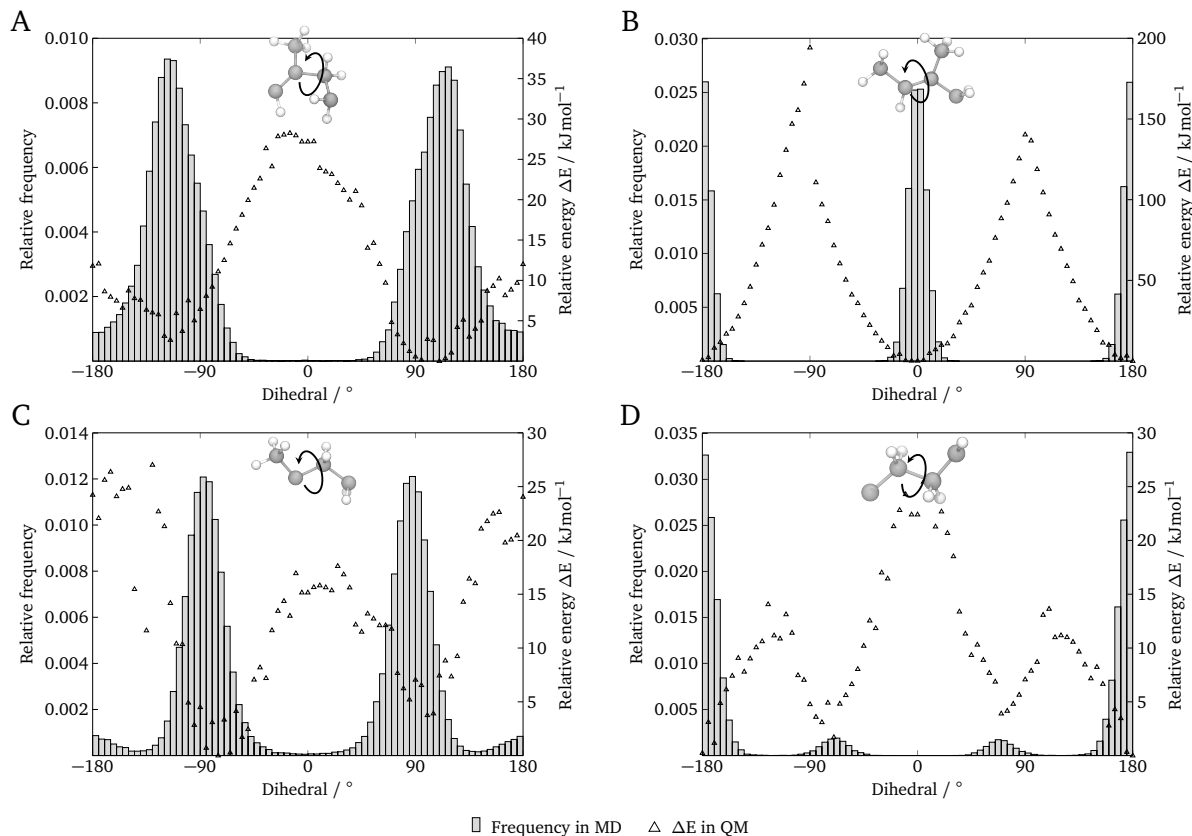 A
0.010
0.008
0.006
0.004
0.002
Relative frequency
40
35
30
25
20
15
10
5
0
Relative energy ΔE / kJmol−1
−180 −90 0 90 180
Dihedral / °
B
0.030
0.025
0.020
0.015
0.010
0.005
Relative frequency
200
150
100
50
0
Relative energy ΔE / kJmol−1
−180 −90 0 90 180
Dihedral / °
C
0.014
0.012
0.010
0.008
0.006
0.004
0.002
Relative frequency
30
25
20
15
10
5
0
Relative energy ΔE / kJmol−1
−180 −90 0 90 180
Dihedral / °
D
0.035
0.030
0.025
0.020
0.015
0.010
0.005
Relative frequency
30
25
20
15
10
5
0
Relative energy ΔE / kJmol−1
−180 −90 0 90 180
Dihedral / °
Frequency in MD ΔE in QM